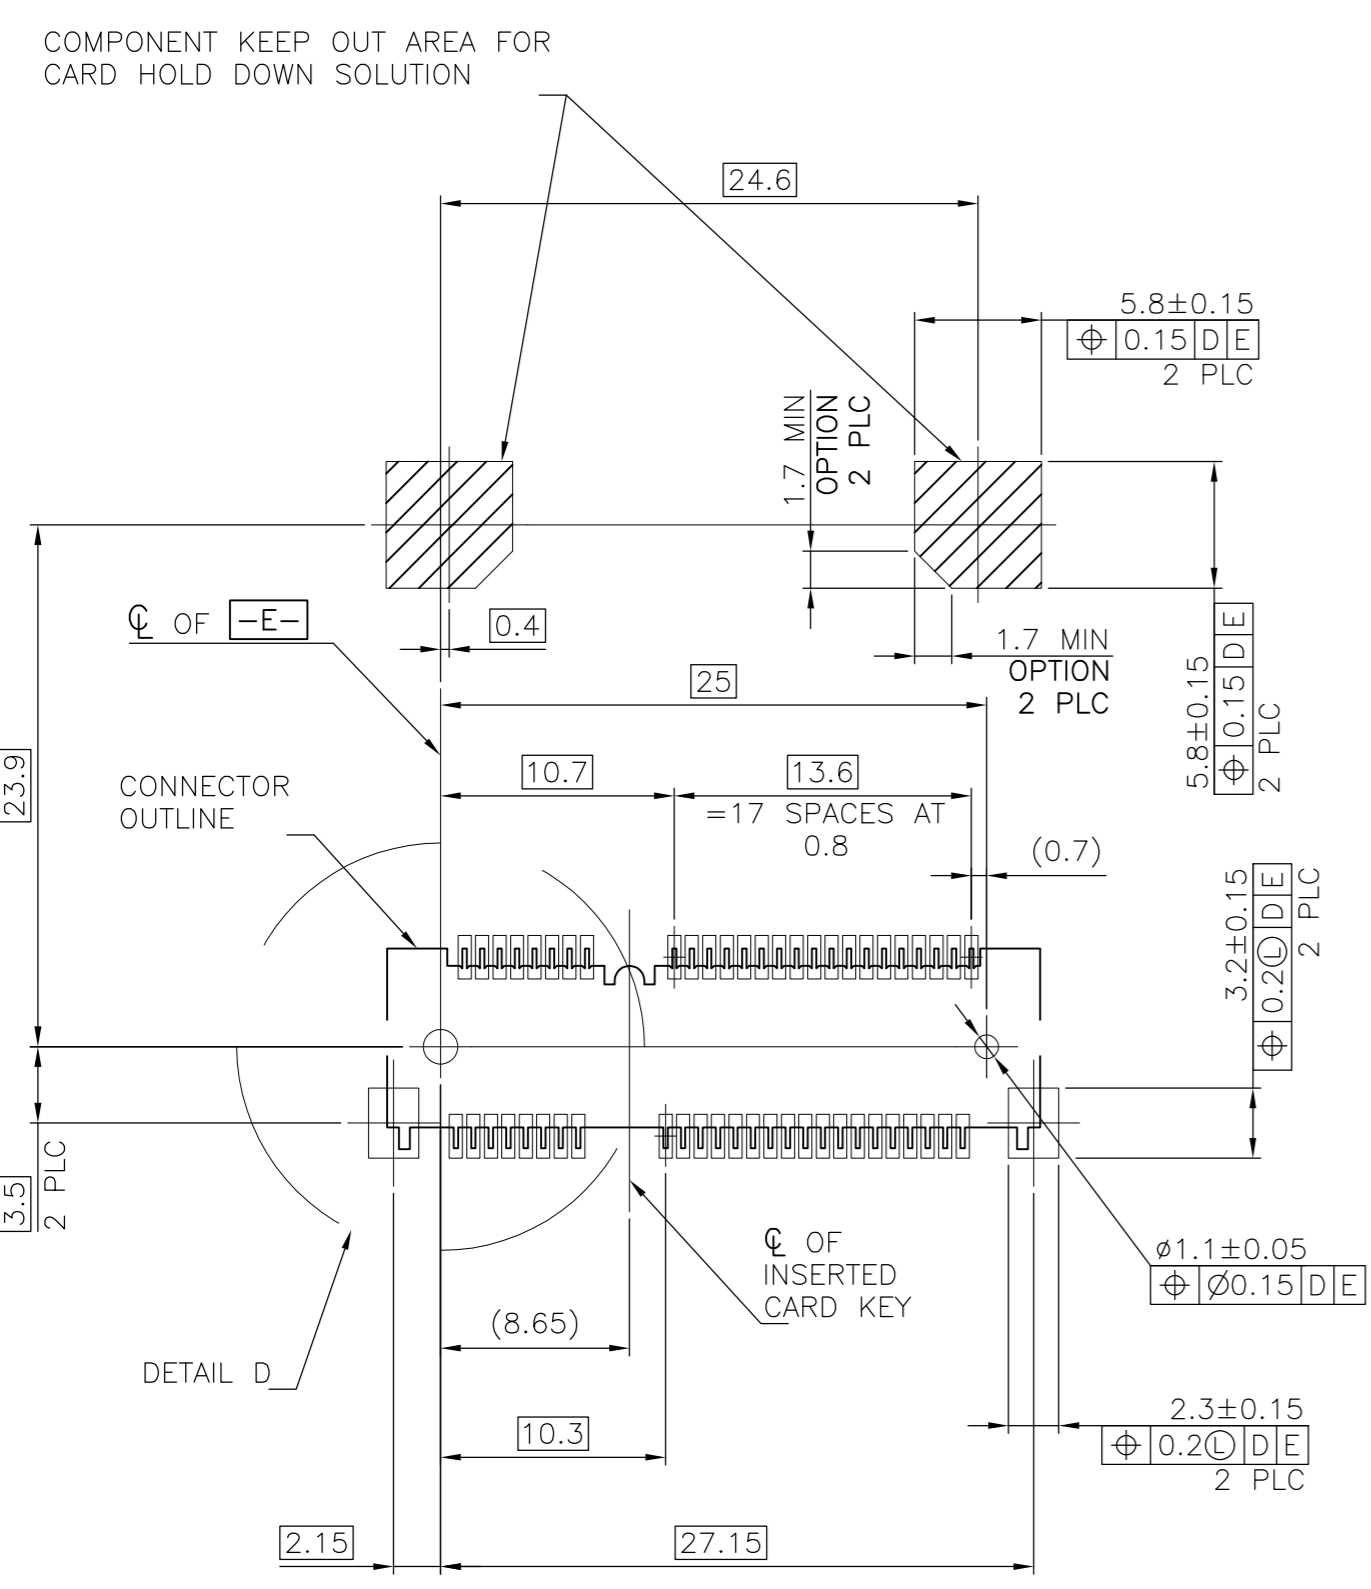 COMPONENT KEEP OUT AREA FOR
CARD HOLD DOWN SOLUTION
24.6
5.8±0.15
⌖ 0.15 D E
2 PLC
1.7 MIN
OPTION
2 PLC
℄ OF -E-
0.4
1.7 MIN
OPTION
2 PLC
5.8±0.15
⌖ 0.15 D E
2 PLC
25
23.9
CONNECTOR
OUTLINE
10.7
13.6
=17 SPACES AT
0.8
(0.7)
3.2±0.15
⌖ 0.2Ⓛ D E
2 PLC
3.5
2 PLC
℄ OF
INSERTED
CARD KEY
ø1.1±0.05
⌖ Ø0.15 D E
(8.65)
DETAIL D
10.3
2.3±0.15
⌖ 0.2Ⓛ D E
2 PLC
2.15
27.15